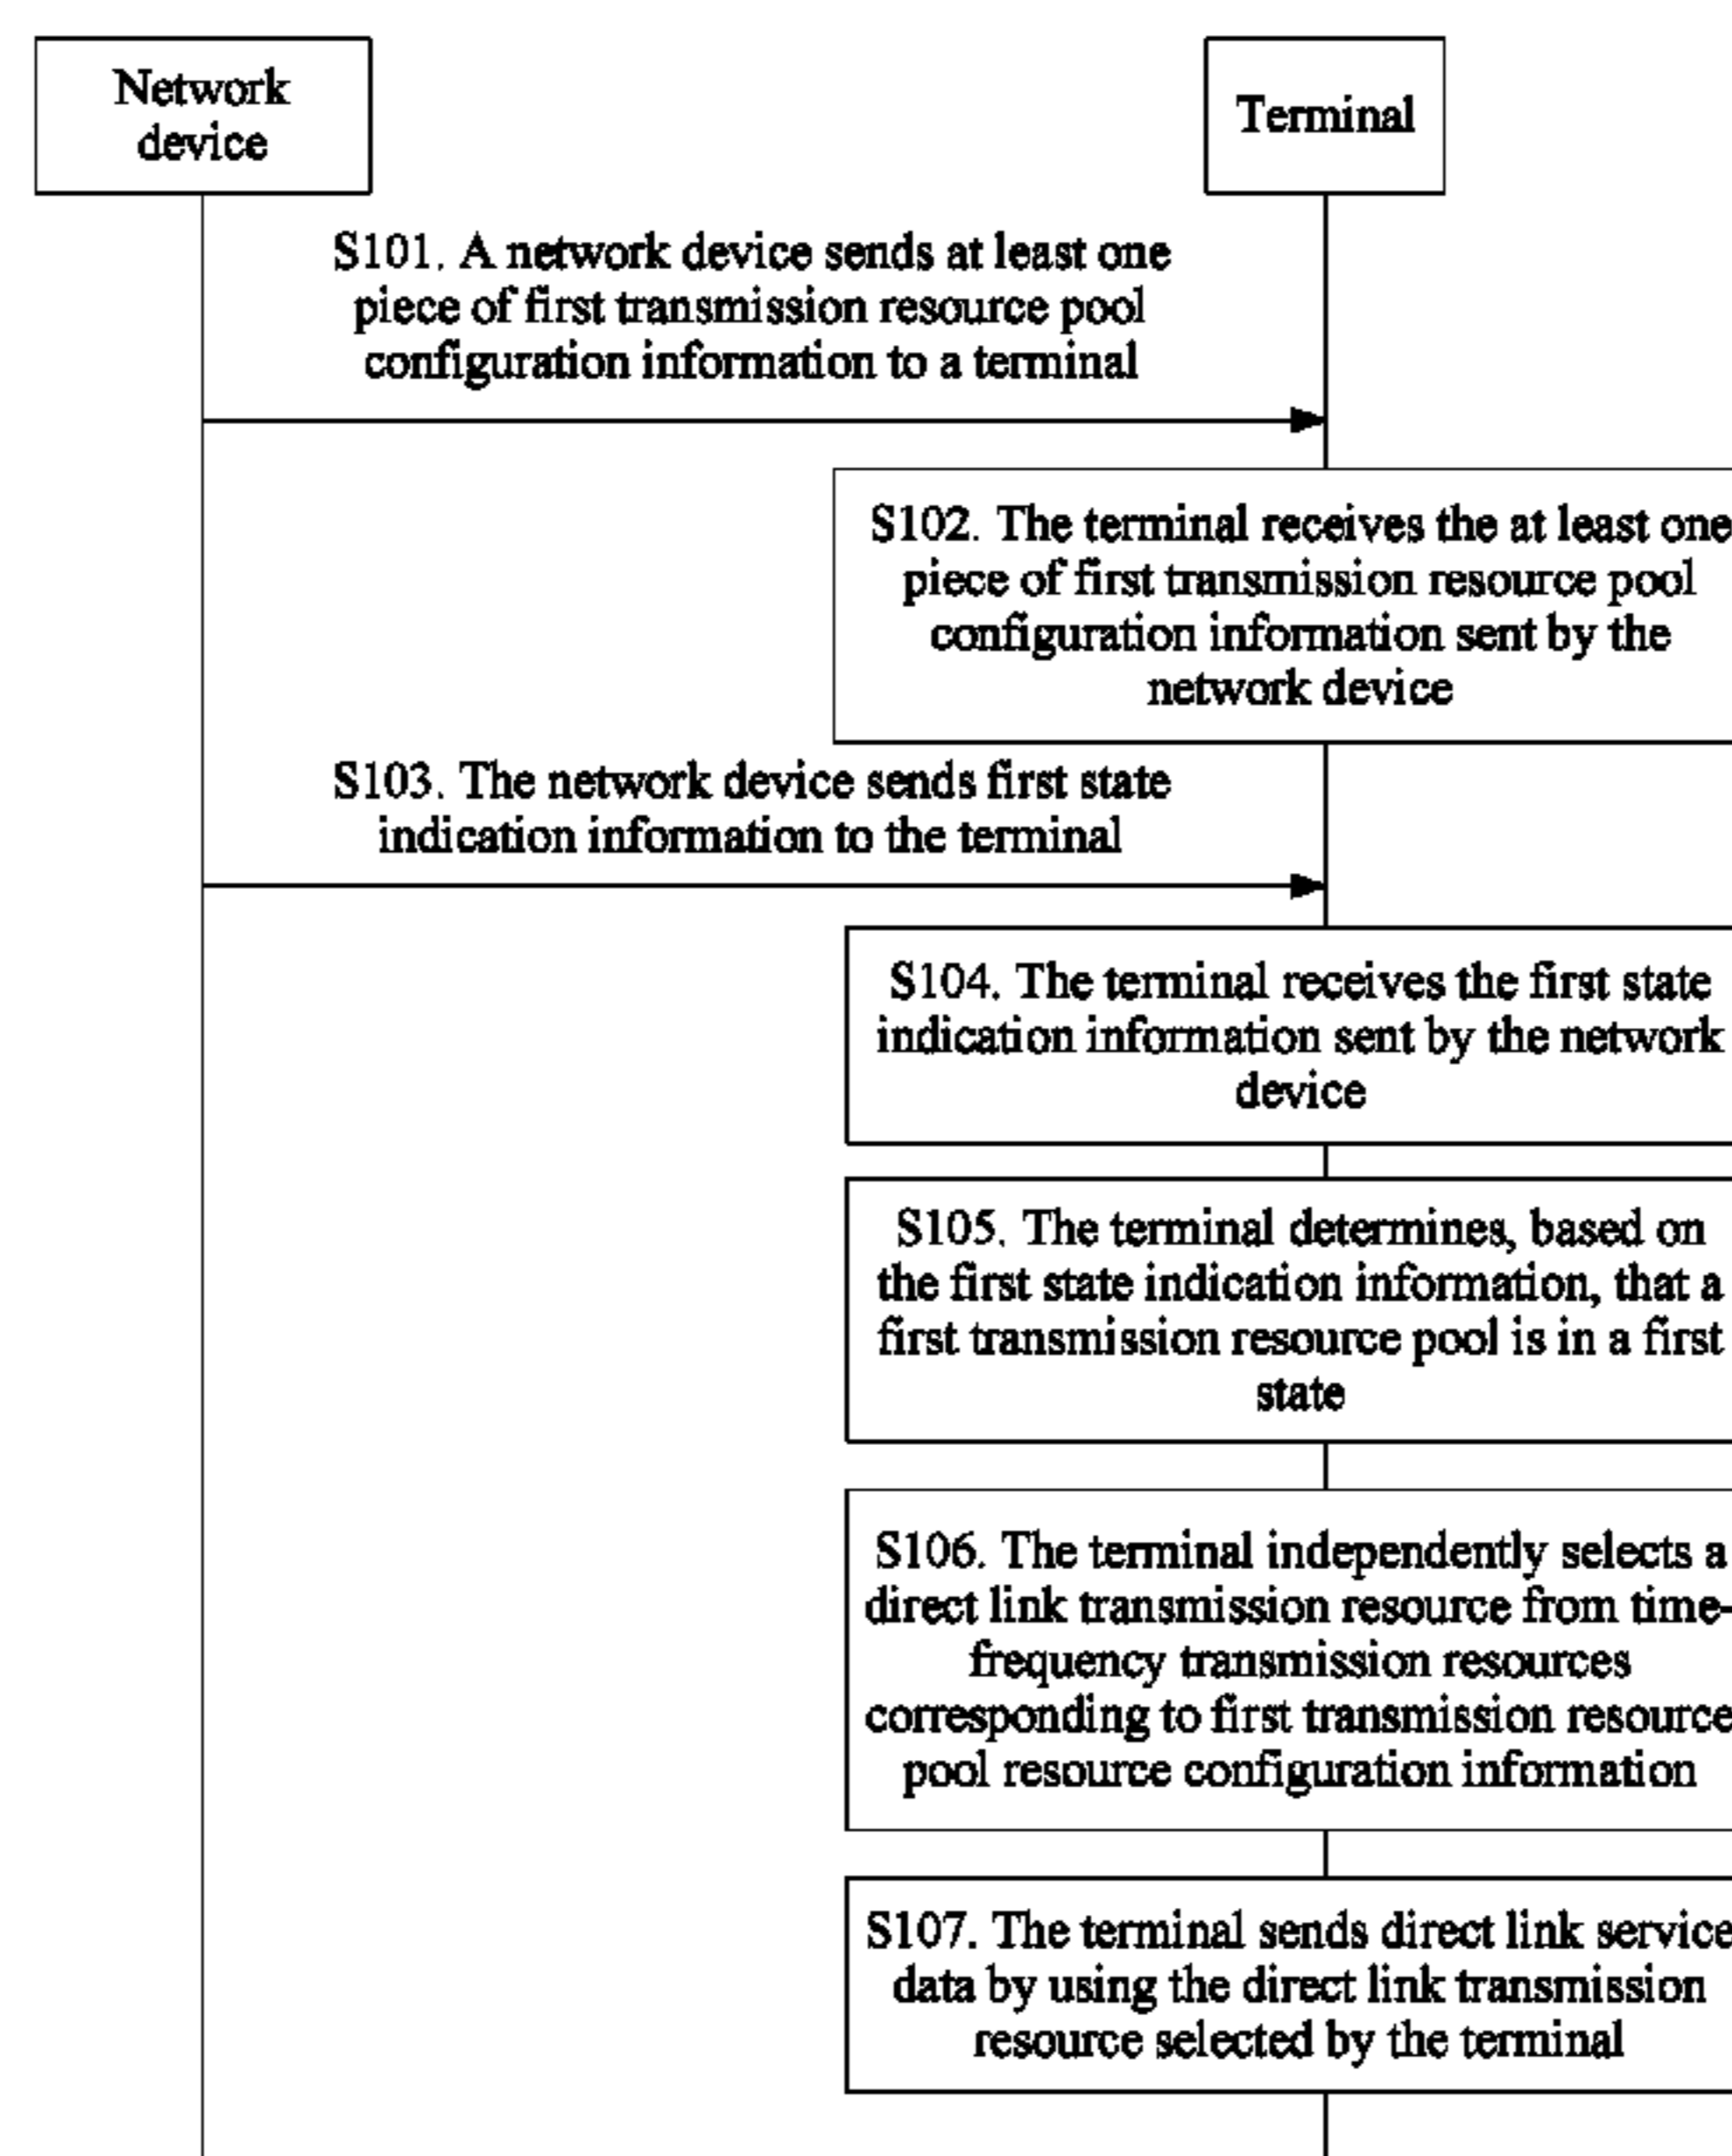 Network
device
Terminal
S101. A network device sends at least one
piece of first transmission resource pool
configuration information to a terminal
S102. The terminal receives the at least one
piece of first transmission resource pool
configuration information sent by the
network device
S103. The network device sends first state
indication information to the terminal
S104. The terminal receives the first state
indication information sent by the network
device
S105. The terminal determines, based on
the first state indication information, that a
first transmission resource pool is in a first
state
S106. The terminal independently selects a
direct link transmission resource from time-
frequency transmission resources
corresponding to first transmission resource
pool resource configuration information
S107. The terminal sends direct link service
data by using the direct link transmission
resource selected by the terminal